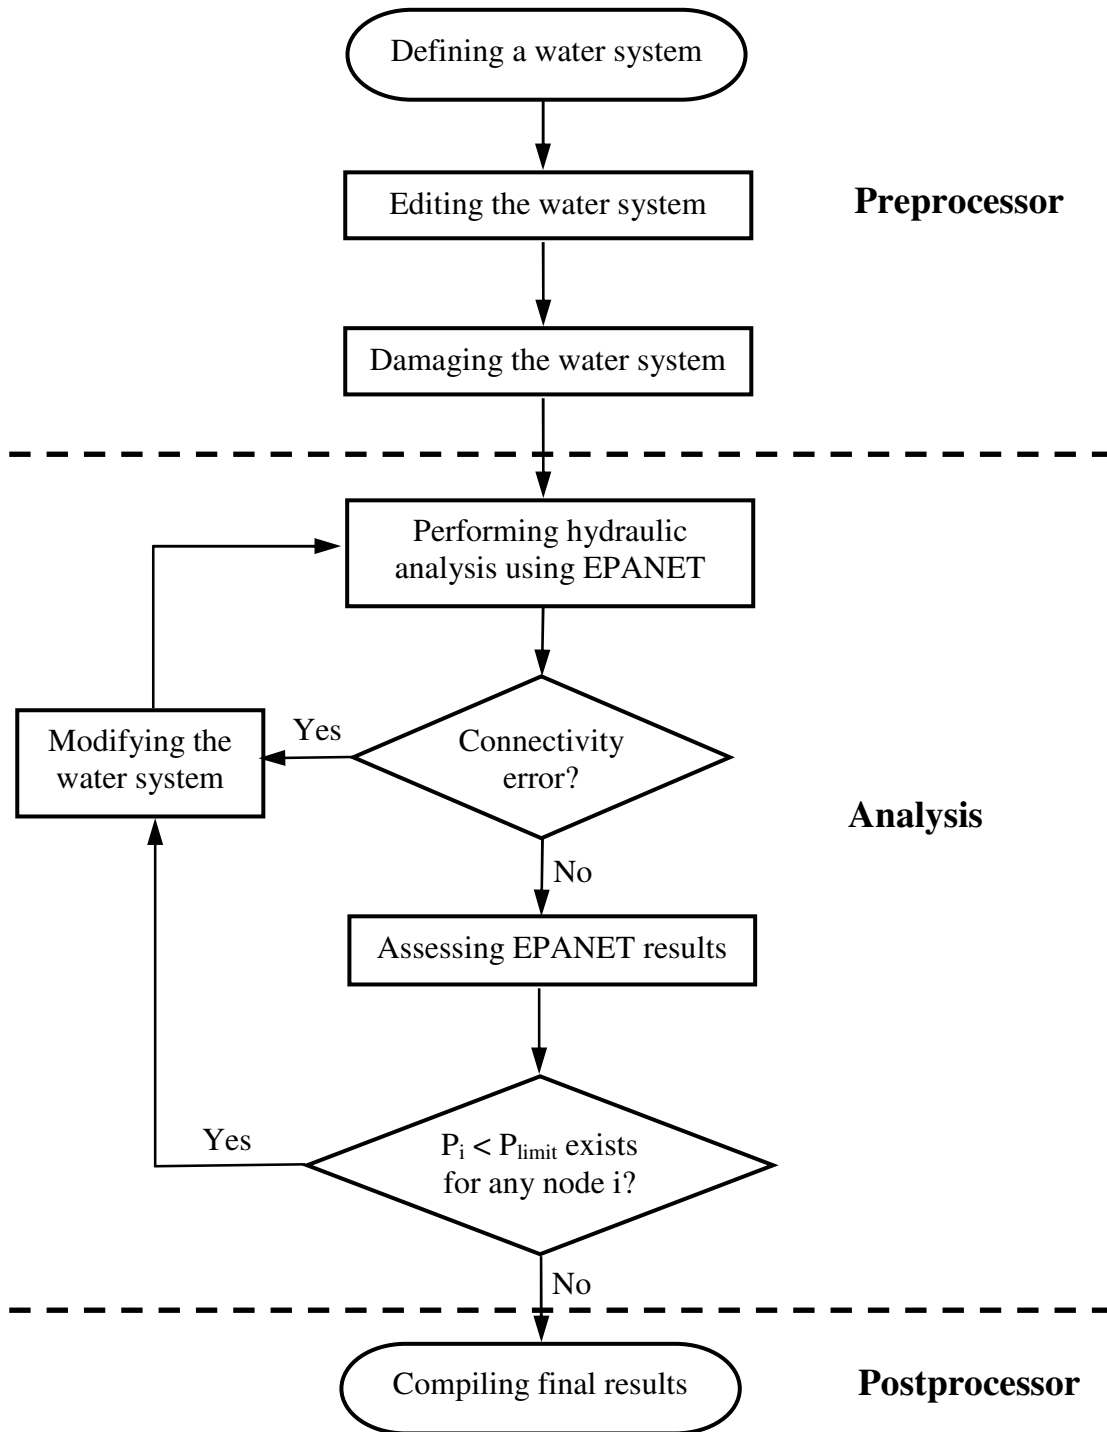 Defining a water system
Editing the water system
Preprocessor
Damaging the water system
Performing hydraulic
analysis using EPANET
Modifying the
water system
Yes
Connectivity
error?
Analysis
No
Assessing EPANET results
Yes
P_i < P_limit exists
for any node i?
No
Compiling final results
Postprocessor